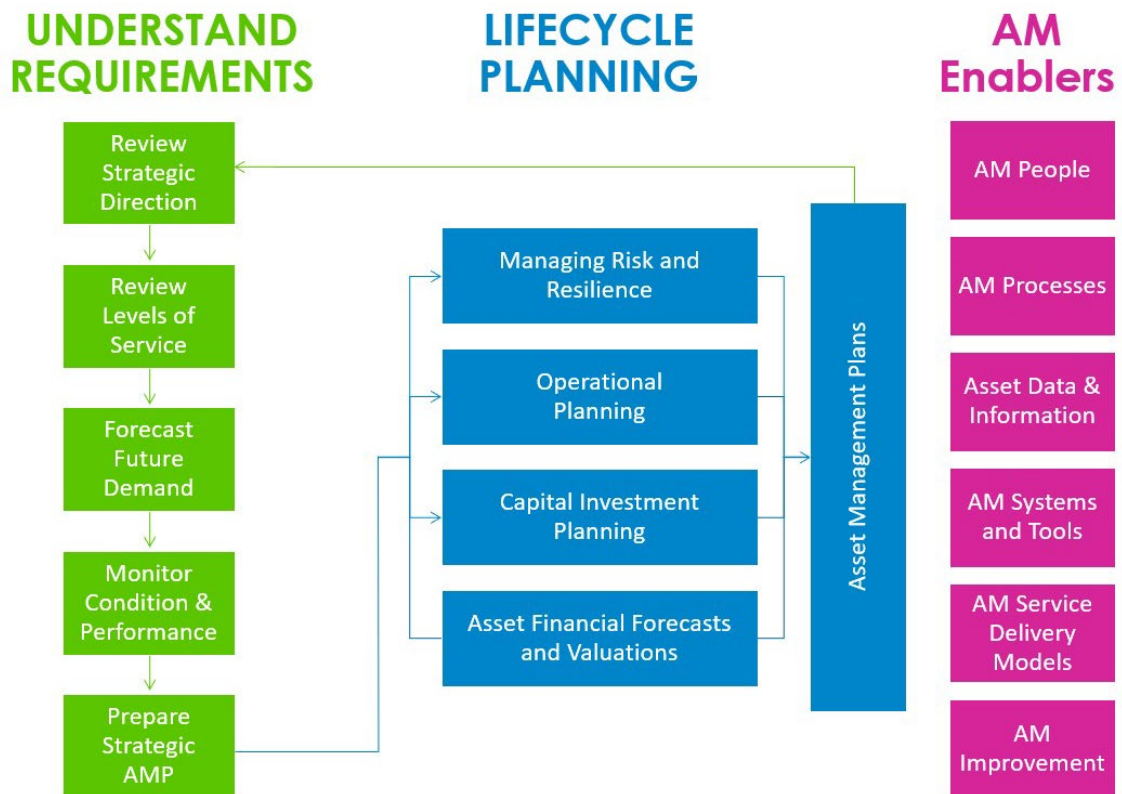 UNDERSTAND
REQUIREMENTS
Review
Strategic
Direction
Review
Levels of
Service
Forecast
Future
Demand
Monitor
Condition &
Performance
Prepare
Strategic
AMP
LIFECYCLE
PLANNING
Managing Risk and
Resilience
Operational
Planning
Capital Investment
Planning
Asset Financial Forecasts
and Valuations
Asset Management Plans
AM
Enablers
AM People
AM Processes
Asset Data &
Information
AM Systems
and Tools
AM Service
Delivery
Models
AM
Improvement